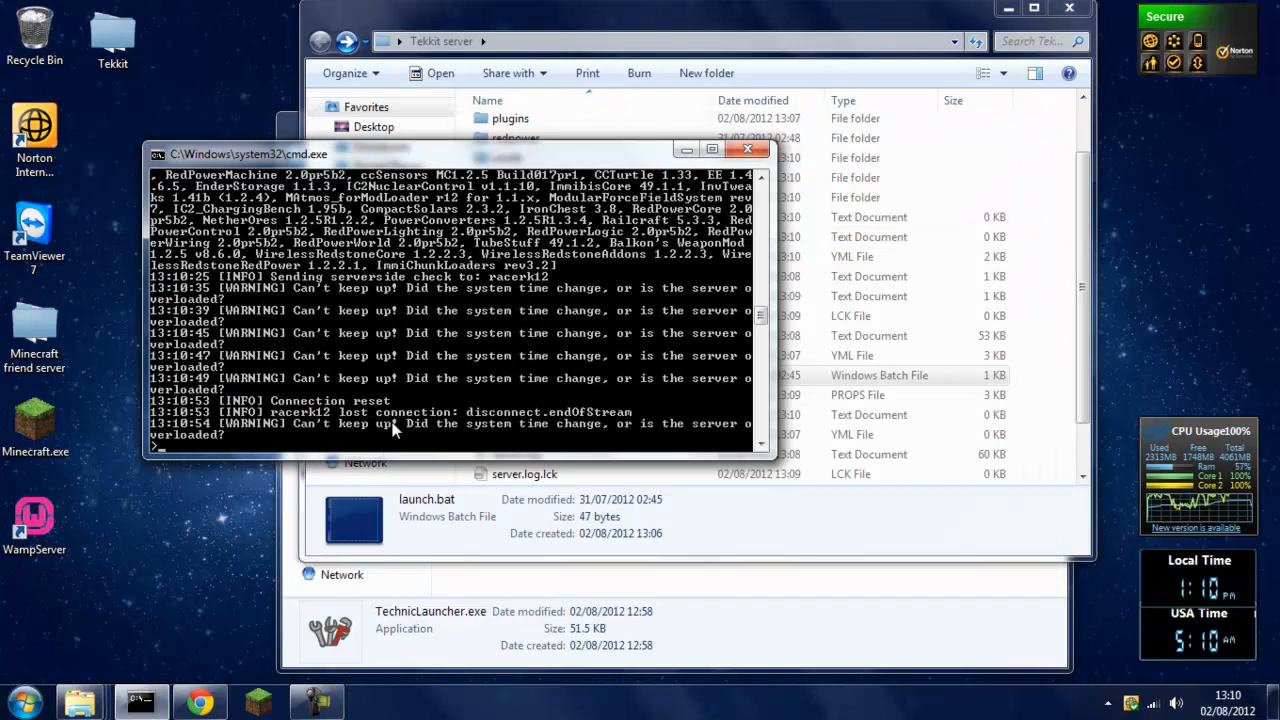 Recycle Bin
Tekkit
Norton
Intern...
TeamViewer
7
Minecraft
friend server
Minecraft.exe
WampServer
Tekkit server
Search Tek...
Organize
Open
Share with
Print
Burn
New folder
Name
Date modified
Type
Size
Favorites
Desktop
plugins
02/08/2012 13:07
File folder
redpower
31/07/2012 02:48
File folder
File folder
File folder
File folder
Text Document
0 KB
Text Document
0 KB
YML File
2 KB
Text Document
0 KB
LCK File
0 KB
Text Document
53 KB
YML File
3 KB
Windows Batch File
1 KB
PROPS File
3 KB
Text Document
0 KB
YML File
2 KB
Text Document
60 KB
server.log.lck
02/08/2012 13:09
LCK File
0 KB
C:\Windows\system32\cmd.exe
, RedPowerMachine 2.0pr5b2, ccSensors MC1.2.5 Build017pr1, CCTurtle 1.33, EE 1.4
.6.5, EnderStorage 1.1.3, IC2NuclearControl v1.1.10, ImmibisCore 49.1.1, InvTwea
ks 1.41b (1.2.4), MAtmos_forModLoader r12 for 1.1.x, ModularForceFieldSystem rev
7, IC2_ChargingBench 1.95b, CompactSolars 2.3.2, IronChest 3.8, RedPowerCore 2.0
pr5b2, NetherOres 1.2.5R1.2.2, PowerConverters 1.2.5R1.3.4, Railcraft 5.3.3, Red
PowerControl 2.0pr5b2, RedPowerLighting 2.0pr5b2, RedPowerLogic 2.0pr5b2, RedPow
erWiring 2.0pr5b2, RedPowerWorld 2.0pr5b2, TubeStuff 49.1.2, Balkon's WeaponMod
1.2.5 v8.6.0, WirelessRedstoneCore 1.2.2.3, WirelessRedstoneAddons 1.2.2.3, Wire
lessRedstoneRedPower 1.2.2.1, ImmiChunkLoaders rev3.2]
13:10:25 [INFO] Sending serverside check to: racerk12
13:10:35 [WARNING] Can't keep up! Did the system time change, or is the server o
verloaded?
13:10:39 [WARNING] Can't keep up! Did the system time change, or is the server o
verloaded?
13:10:45 [WARNING] Can't keep up! Did the system time change, or is the server o
verloaded?
13:10:47 [WARNING] Can't keep up! Did the system time change, or is the server o
verloaded?
13:10:49 [WARNING] Can't keep up! Did the system time change, or is the server o
verloaded?
13:10:53 [INFO] Connection reset
13:10:53 [INFO] racerk12 lost connection: disconnect.endOfStream
13:10:54 [WARNING] Can't keep up! Did the system time change, or is the server o
verloaded?
>_
Network
launch.bat
Date modified: 31/07/2012 02:45
Windows Batch File
Size: 47 bytes
Date created: 02/08/2012 13:06
Network
TechnicLauncher.exe
Date modified: 02/08/2012 12:58
Application
Size: 51.5 KB
Date created: 02/08/2012 12:58
Secure
Norton
CPU Usage 100%
Used
Free
Total
2313MB
1748MB
4061MB
Ram
57%
Core 1
Core 2
New version is available
Local Time
1:10 PM
USA Time
5:10 AM
13:10
02/08/2012